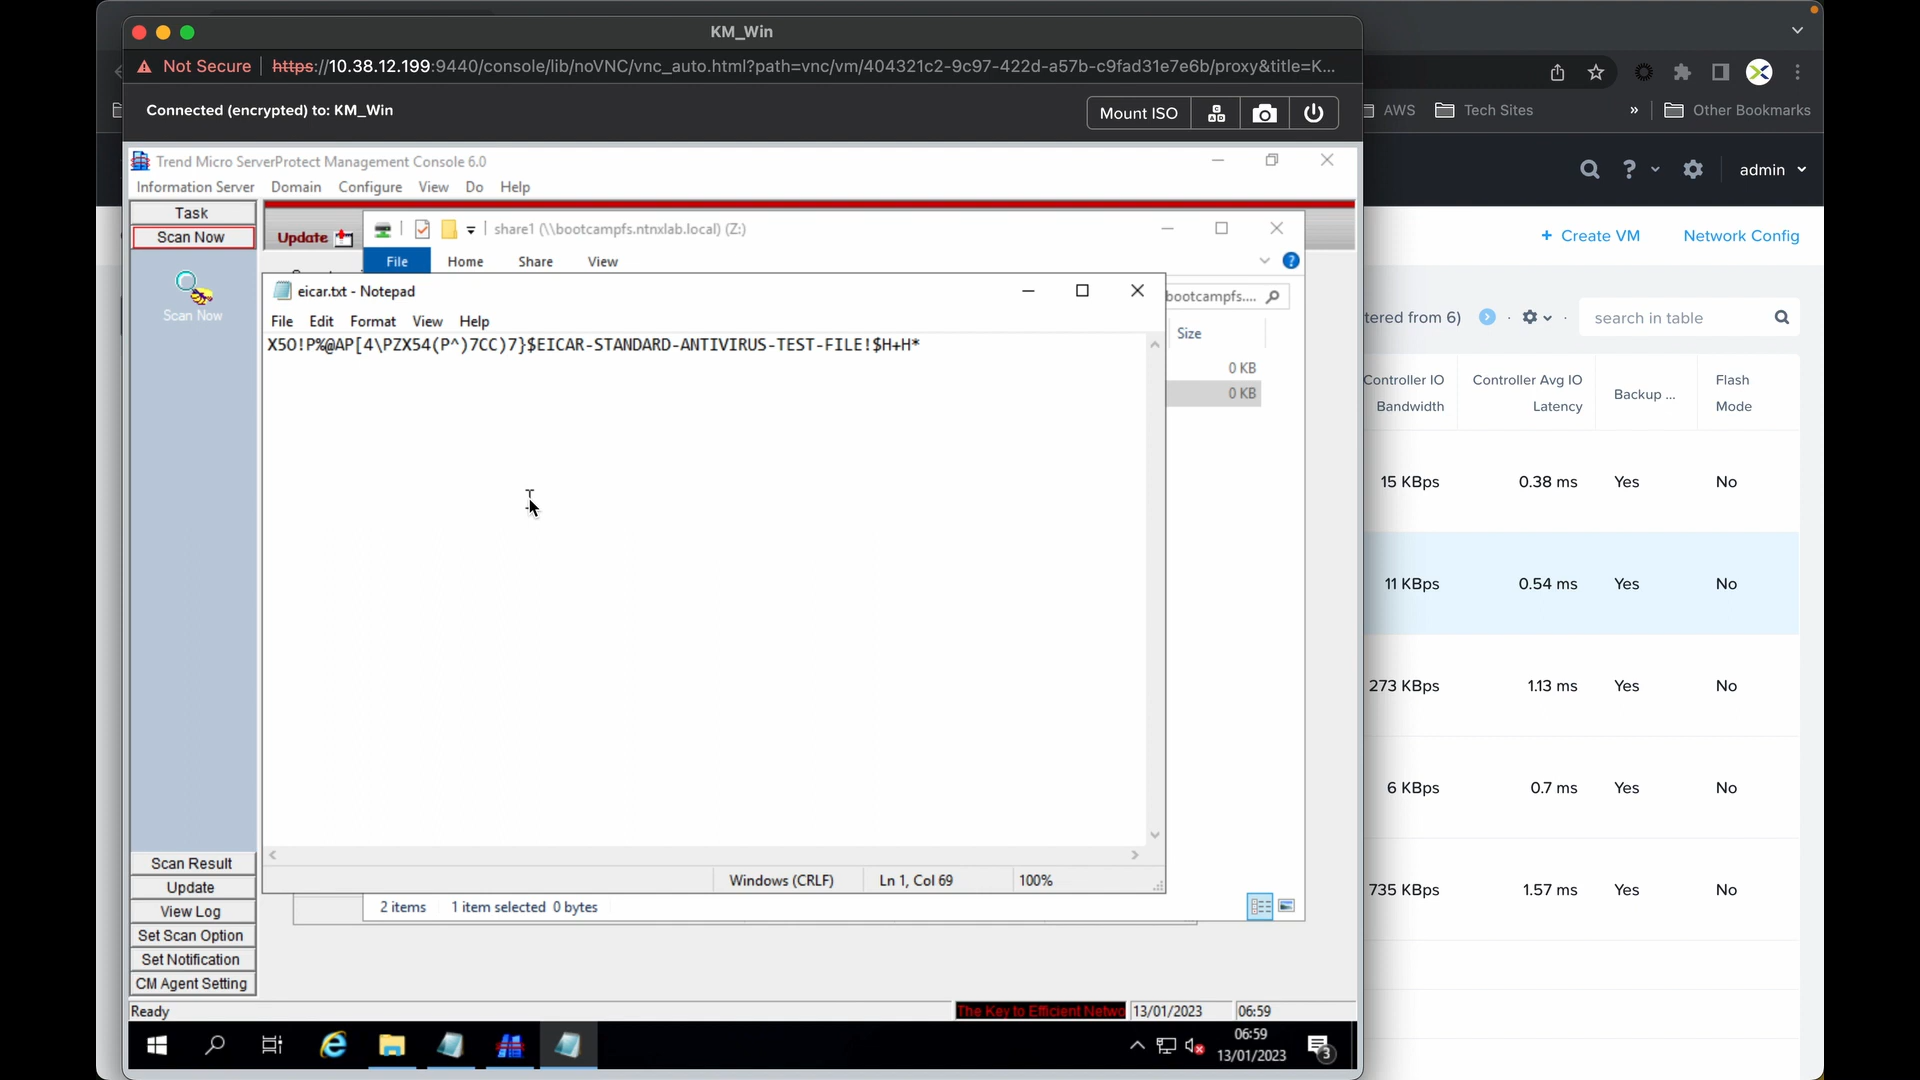 KM_Win
Not Secure https://10.38.12.199:9440/console/lib/noVNC/vnc_auto.html?path=vnc/vm/404321c2-9c97-422d-a57b-c9fad31e7e6b/proxy&title=K...
AWS Tech Sites » Other Bookmarks
Connected (encrypted) to: KM_Win
Mount ISO
Trend Micro ServerProtect Management Console 6.0
? admin
Information Server Domain Configure View Do Help
Task
Scan Now
Update
share1 (\\bootcampfs.ntnxlab.local) (Z:)
+ Create VM Network Config
File Home Share View
eicar.txt - Notepad
bootcampfs....
File Edit Format View Help
Scan Now
tered from 6) search in table
Size
X5O!P%@AP[4\PZX54(P^)7CC)7}$EICAR-STANDARD-ANTIVIRUS-TEST-FILE!$H+H*
0 KB
0 KB
Controller IO Bandwidth
Controller Avg IO Latency
Backup ...
Flash Mode
15 KBps 0.38 ms Yes No
11 KBps 0.54 ms Yes No
273 KBps 1.13 ms Yes No
6 KBps 0.7 ms Yes No
735 KBps 1.57 ms Yes No
Windows (CRLF) Ln 1, Col 69 100%
2 items 1 item selected 0 bytes
Scan Result
Update
View Log
Set Scan Option
Set Notification
CM Agent Setting
Ready The Key to Efficient Netwo 13/01/2023 06:59
06:59
13/01/2023
3